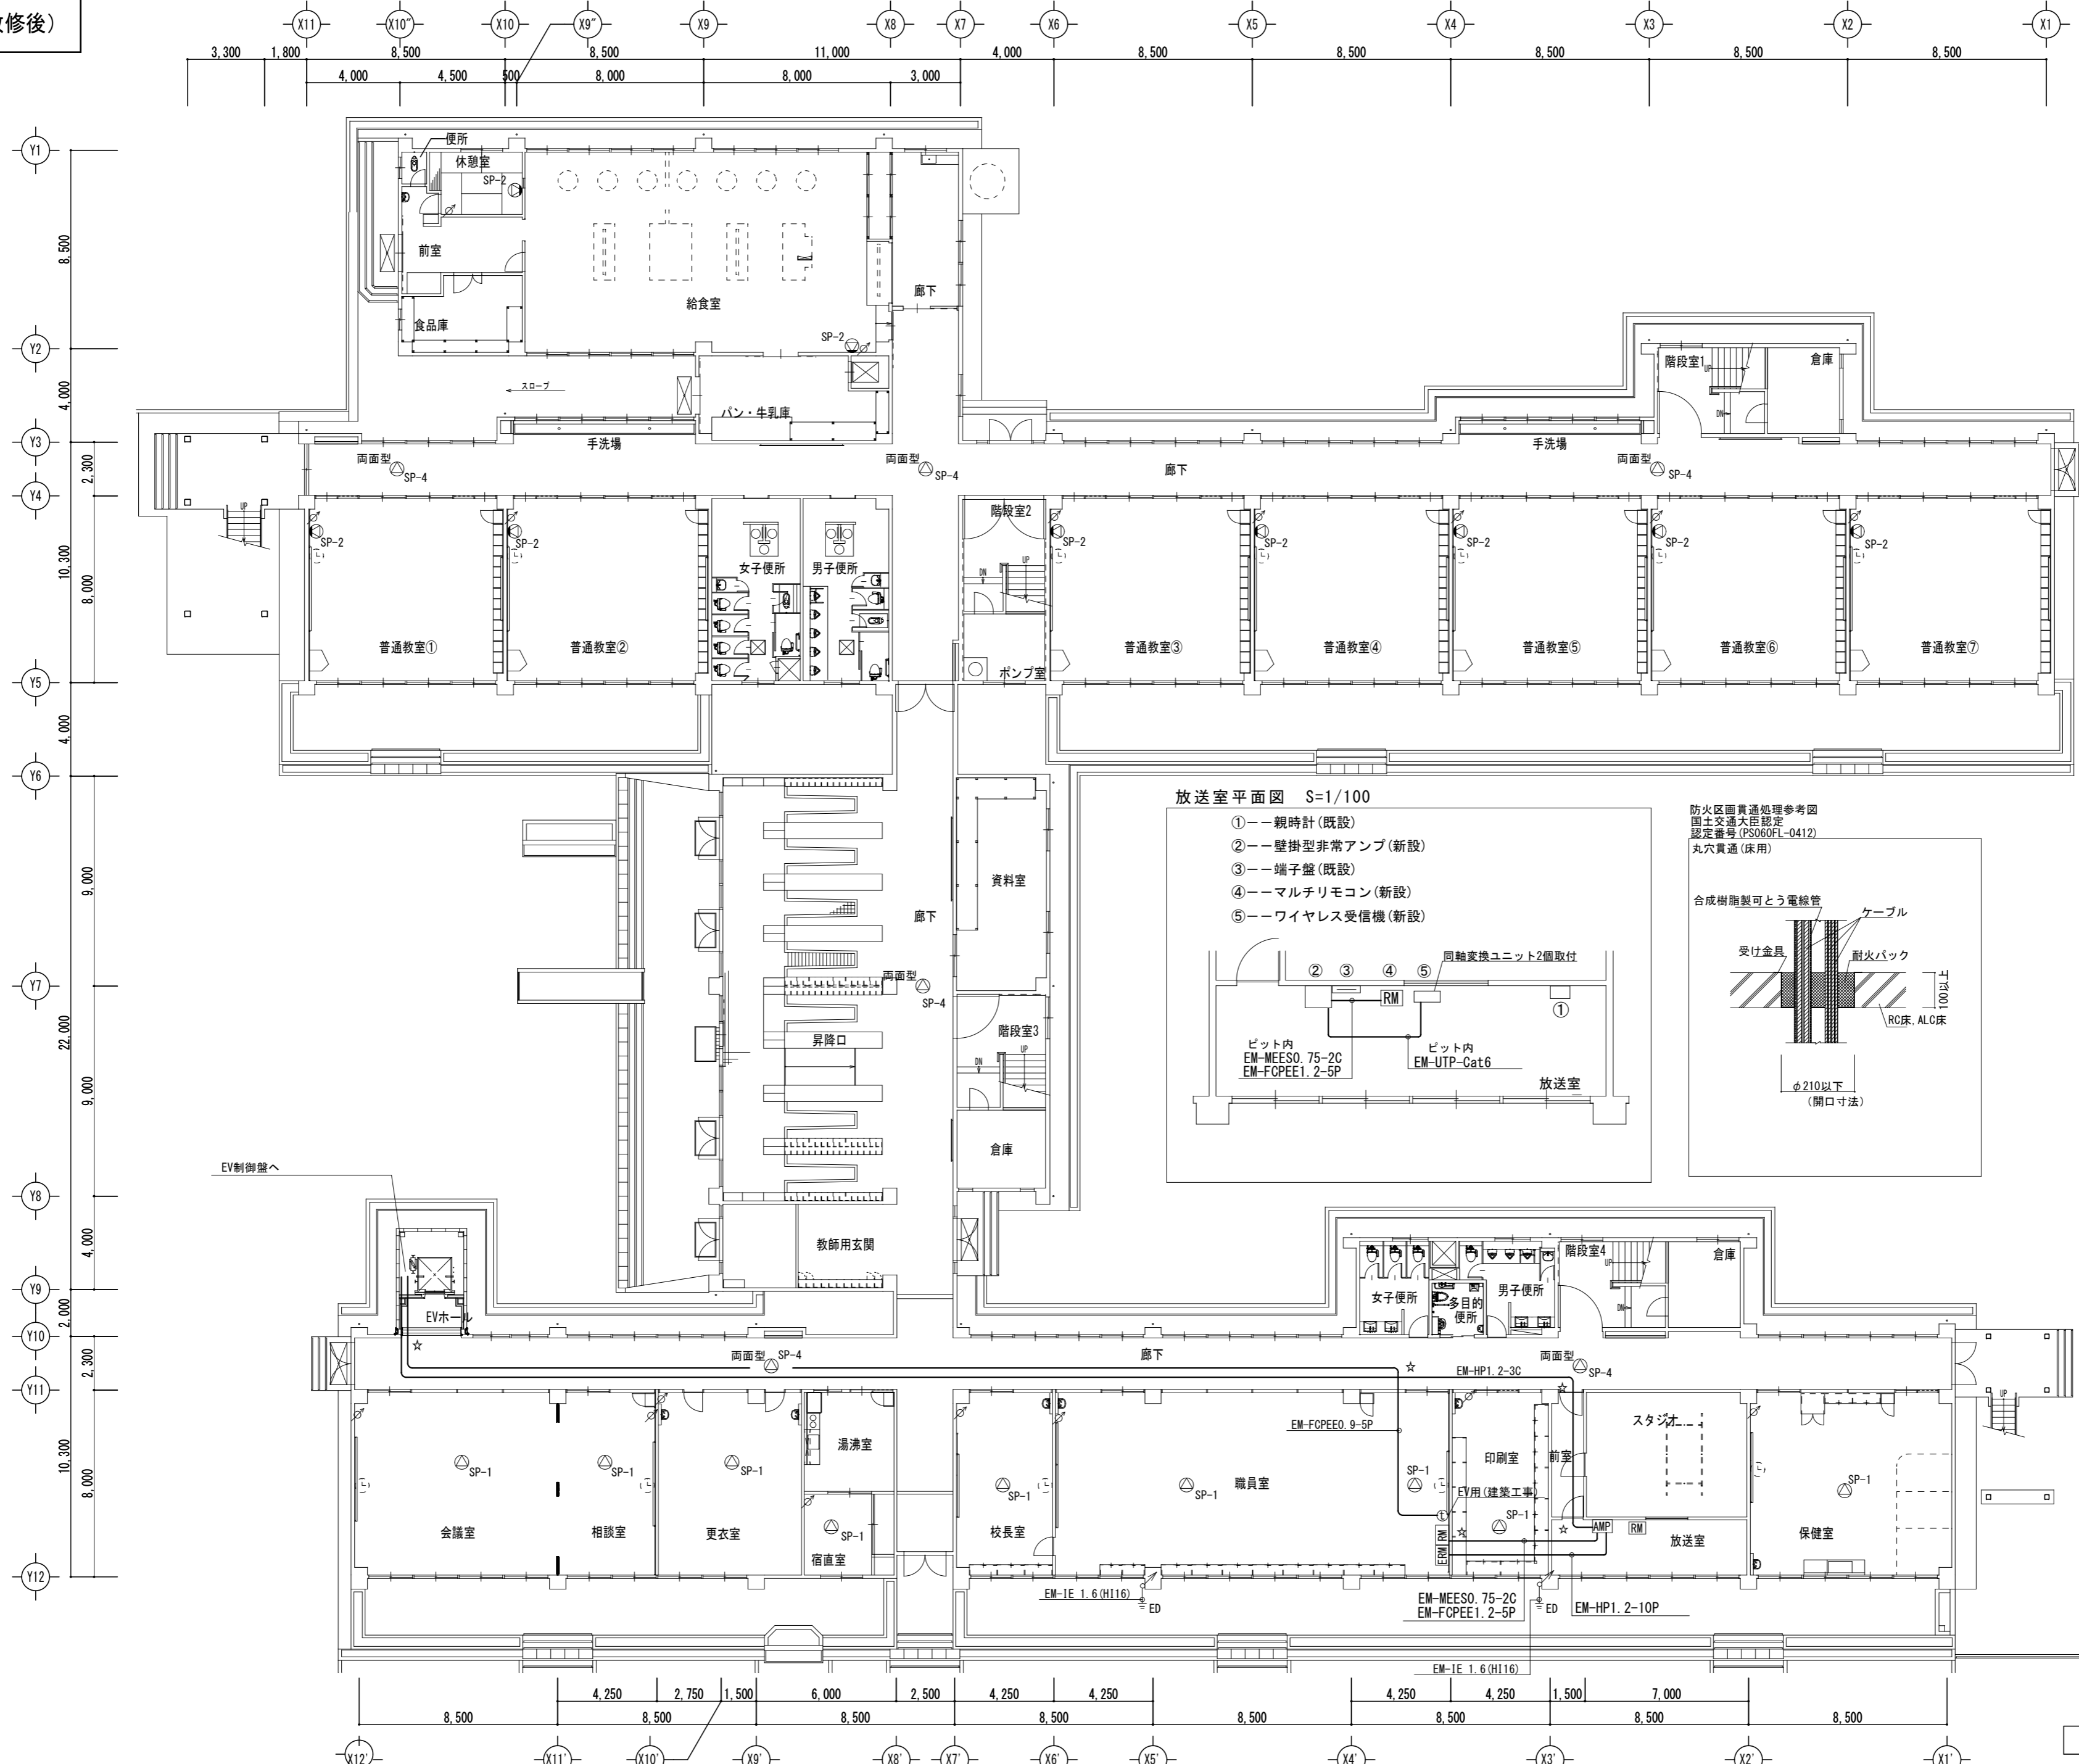 改修後）
X11 X10" X10 X9" X9 X8 X7 X6 X5 X4 X3 X2 X1
3,300 1,800 8,500 8,500 11,000 4,000 8,500 8,500 8,500 8,500 8,500
4,000 4,500 500 8,000 8,000 3,000
Y1
Y2
Y3
Y4
Y5
Y6
Y7
Y8
Y9
Y10
Y11
Y12
8,500
4,000
2,300
10,300
8,000
4,000
9,000
22,000
9,000
4,000
2,000
2,300
10,300
8,000
便所
休憩室
SP-2
前室
食品庫
給食室
廊下
SP-2
スロープ
パン・牛乳庫
手洗場
両面型
SP-4
両面型
SP-4
廊下
手洗場
両面型
SP-4
階段室1
UP
DN
倉庫
UP
SP-2
SP-2
SP-2
SP-2
SP-2
SP-2
SP-2
女子便所
男子便所
階段室2
DN
UP
ポンプ室
普通教室①
普通教室②
普通教室③
普通教室④
普通教室⑤
普通教室⑥
普通教室⑦
資料室
廊下
両面型
SP-4
昇降口
階段室3
DN
UP
倉庫
教師用玄関
放送室平面図 S=1/100
①－－親時計(既設)
②－－壁掛型非常アンプ(新設)
③－－端子盤(既設)
④－－マルチリモコン(新設)
⑤－－ワイヤレス受信機(新設)
同軸変換ユニット2個取付
② ③ ④ ⑤
RM
①
ピット内
EM-MEES0.75-2C
EM-FCPEE1.2-5P
ピット内
EM-UTP-Cat6
放送室
防火区画貫通処理参考図
国土交通大臣認定
認定番号(PS060FL-0412)
丸穴貫通(床用)
合成樹脂製可とう電線管
ケーブル
受け金具
耐火パック
100以上
RC床,ALC床
φ210以下
(開口寸法)
EV制御盤へ
EVホール
☆
両面型
SP-4
廊下
☆
EM-HP1.2-3C
両面型
SP-4
女子便所
多目的
便所
男子便所
階段室4
UP
DN
倉庫
UP
会議室
SP-1
相談室
SP-1
更衣室
SP-1
湯沸室
宿直室
SP-1
校長室
SP-1
職員室
SP-1
SP-1
EM-FCPEE0.9-5P
t
EV用(建築工事)
RM
ERM
印刷室
SP-1
☆
☆
☆
前室
スタジオ
AMP
RM
放送室
保健室
SP-1
EM-IE 1.6(HI16)
ED
EM-MEES0.75-2C
EM-FCPEE1.2-5P
ED
EM-HP1.2-10P
EM-IE 1.6(HI16)
4,250 2,750 1,500 6,000 2,500 4,250 4,250 4,250 4,250 1,500 7,000
8,500 8,500 8,500 8,500 8,500 8,500 8,500 8,500
X12' X11' X10' X9' X8' X7' X6' X5' X4' X3' X2' X1'